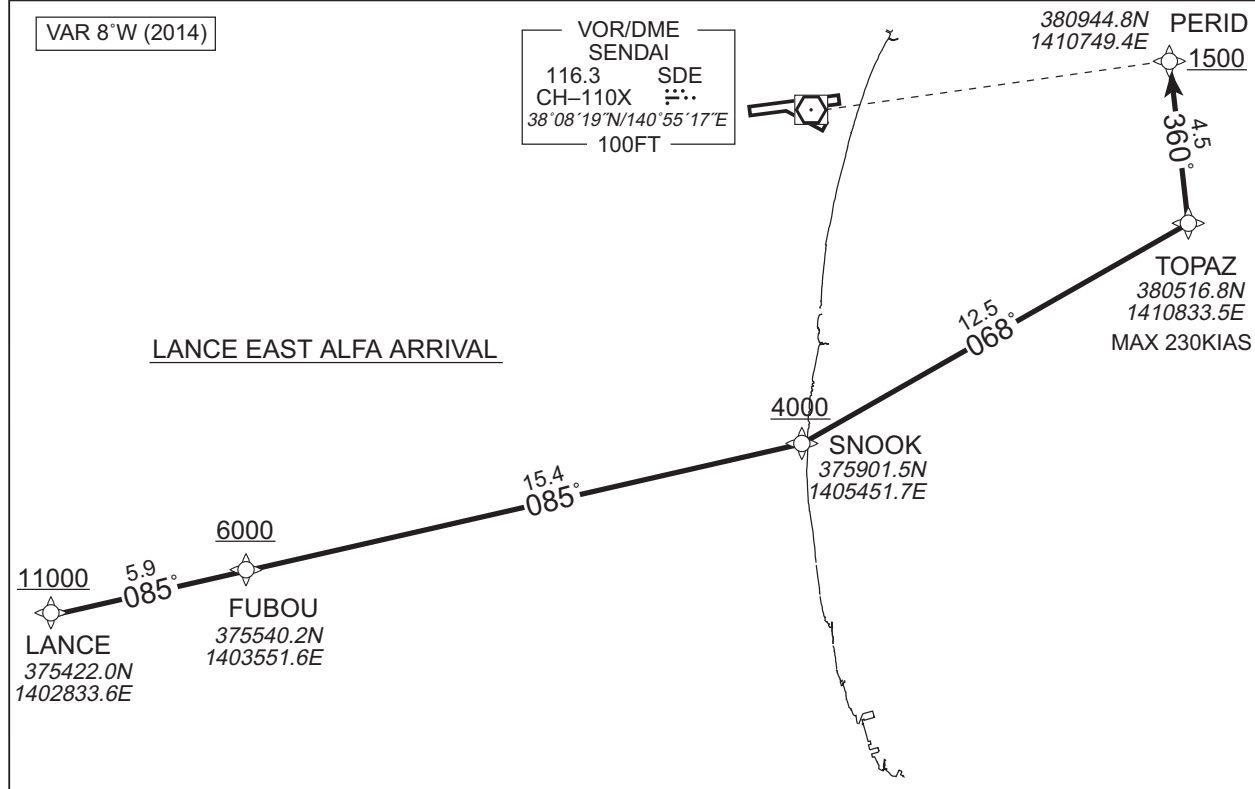 VAR 8°W (2014)
VOR/DME
SENDAI
116.3 SDE
CH–110X
38°08´19˝N/140°55´17˝E
100FT
380944.8N PERID
1410749.4E
1500
4.5
360°
TOPAZ
380516.8N
1410833.5E
MAX 230KIAS
LANCE EAST ALFA ARRIVAL
12.5
068°
4000
SNOOK
375901.5N
1405451.7E
15.4
085°
6000
FUBOU
375540.2N
1403551.6E
5.9
085°
11000
LANCE
375422.0N
1402833.6E